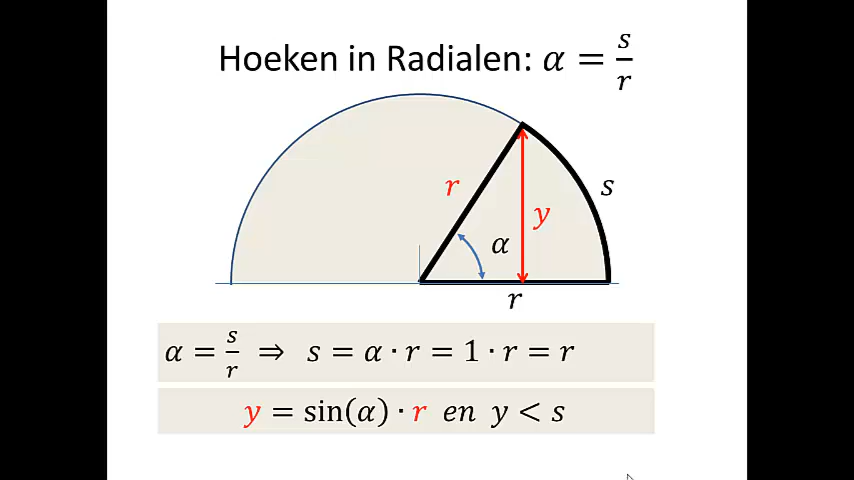 Hoeken in Radialen: α = s/r
r
s
y
α
r
α = s/r ⇒ s = α · r = 1 · r = r
y = sin(α) · r en y < s